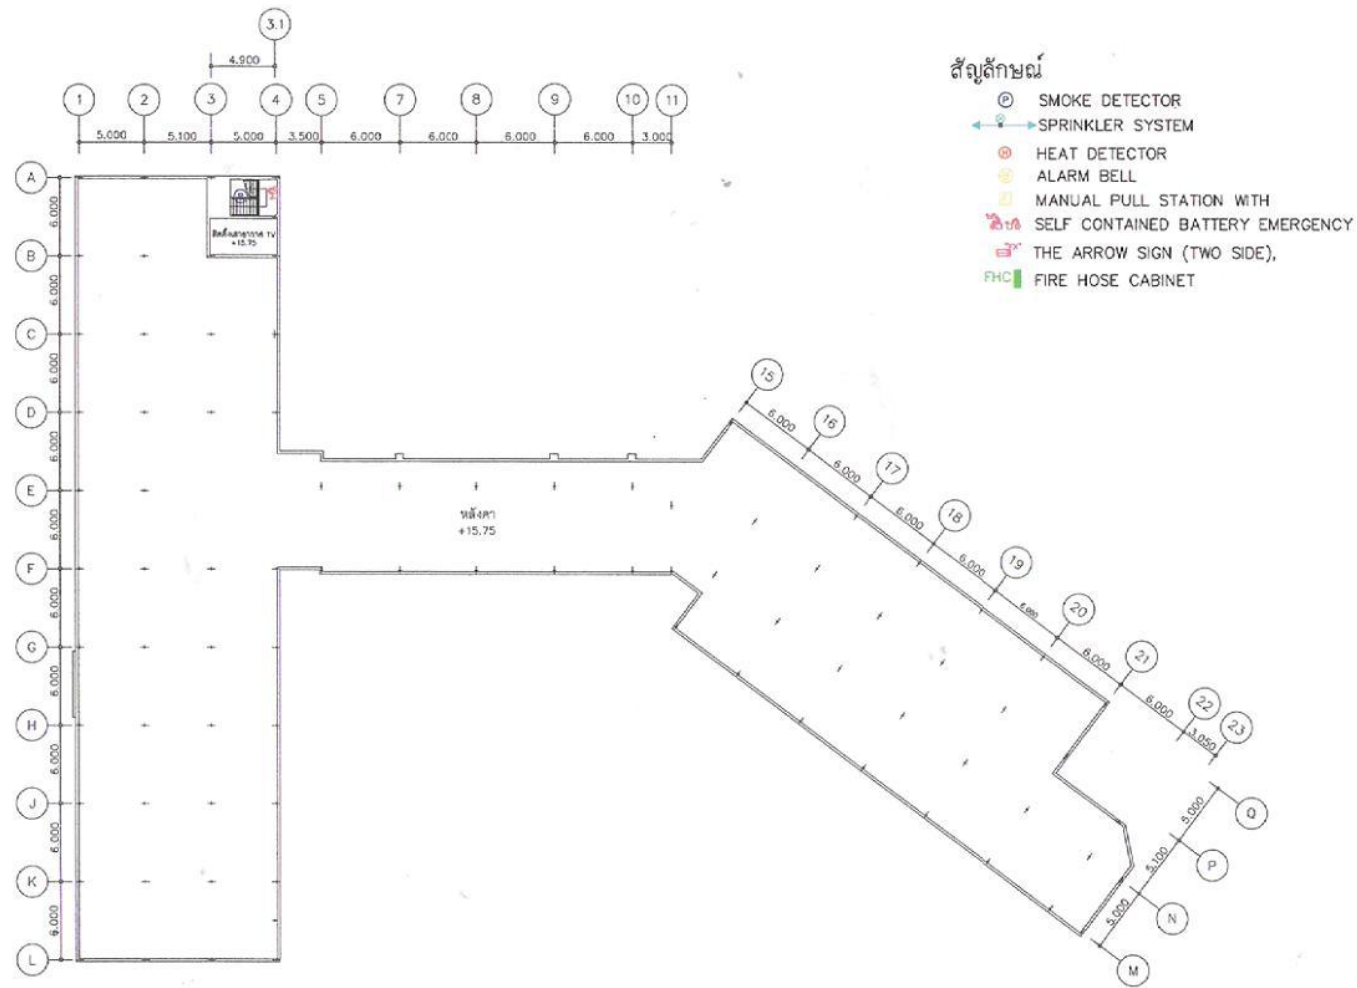 3.1
4.900
1 2 3 4 5 7 8 9 10 11
5.000 5.100 5.000 3.500 6.000 6.000 6.000 6.000 3.000
สัญลักษณ์
P SMOKE DETECTOR
SPRINKLER SYSTEM
H HEAT DETECTOR
ALARM BELL
MANUAL PULL STATION WITH
SELF CONTAINED BATTERY EMERGENCY
THE ARROW SIGN (TWO SIDE),
FHC FIRE HOSE CABINET
A
6.000
+15.75
B
6.000
C
6.000
D
6.000
E
6.000
F
6.000
G
6.000
H
6.000
J
6.000
K
6.000
L
หลังคา
+15.75
15
6.000
16
6.000
17
6.000
18
6.000
19
6.000
20
6.000
21
6.000
22
3.050
23
Q
5.000
P
5.100
N
5.000
M